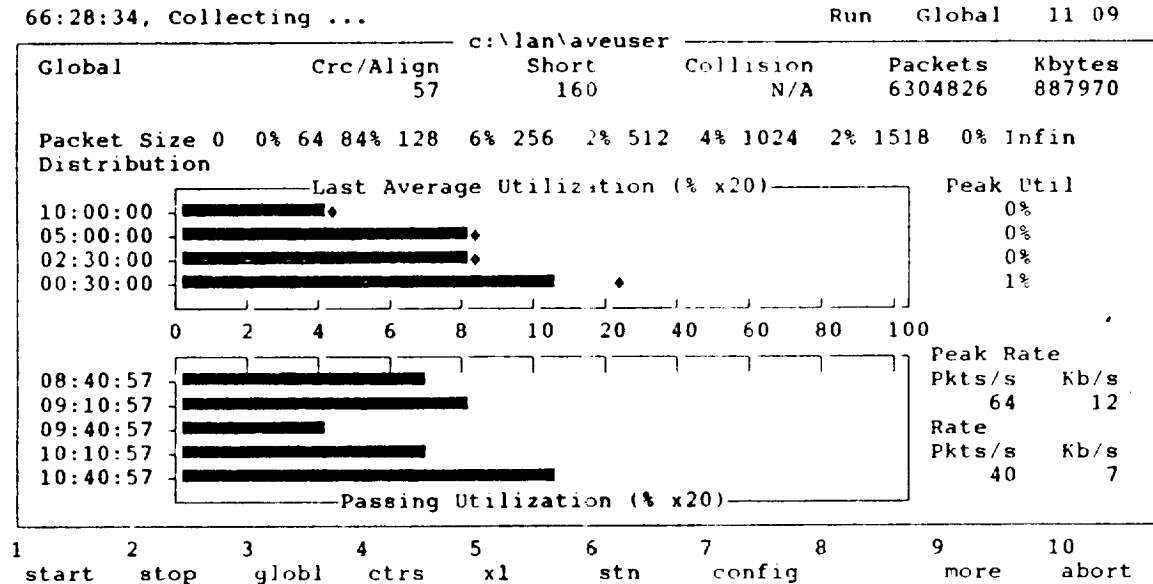 66:28:34, Collecting ... Run Global 11 09
c:\lan\aveuser
Global Crc/Align Short Collision Packets Kbytes
57 160 N/A 6304826 887970
Packet Size 0 0% 64 84% 128 6% 256 2% 512 4% 1024 2% 1518 0% Infin
Distribution
Last Average Utilization (% x20) Peak Util
10:00:00 0%
05:00:00 0%
02:30:00 0%
00:30:00 1%
0 2 4 6 8 10 20 40 60 80 100
Peak Rate
08:40:57 Pkts/s Kb/s
09:10:57 64 12
09:40:57 Rate
10:10:57 Pkts/s Kb/s
10:40:57 40 7
Passing Utilization (% x20)
1 2 3 4 5 6 7 8 9 10
start stop globl ctrs xl stn config more abort